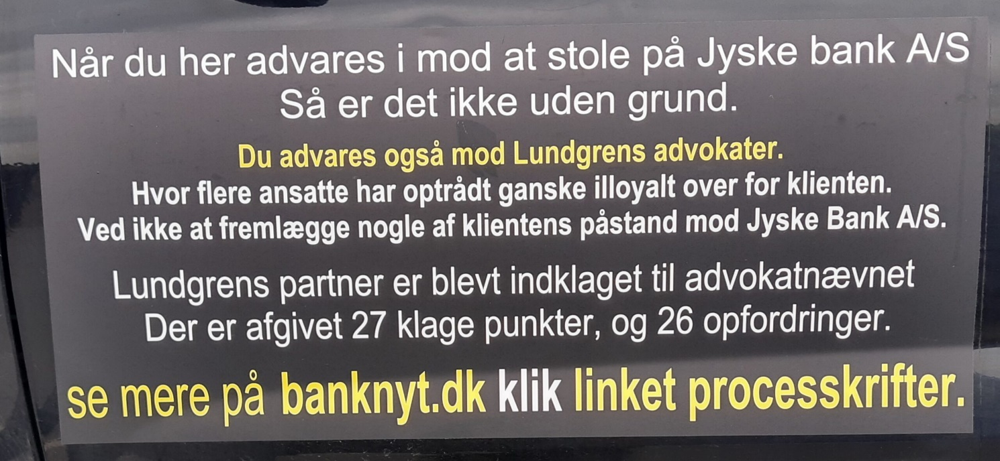 Når du her advares i mod at stole på Jyske bank A/S
Så er det ikke uden grund.
Du advares også mod Lundgrens advokater.
Hvor flere ansatte har optrådt ganske illoyalt over for klienten.
Ved ikke at fremlægge nogle af klientens påstand mod Jyske Bank A/S.
Lundgrens partner er blevt indklaget til advokatnævnet
Der er afgivet 27 klage punkter, og 26 opfordringer.
se mere på banknyt.dk klik linket processkrifter.